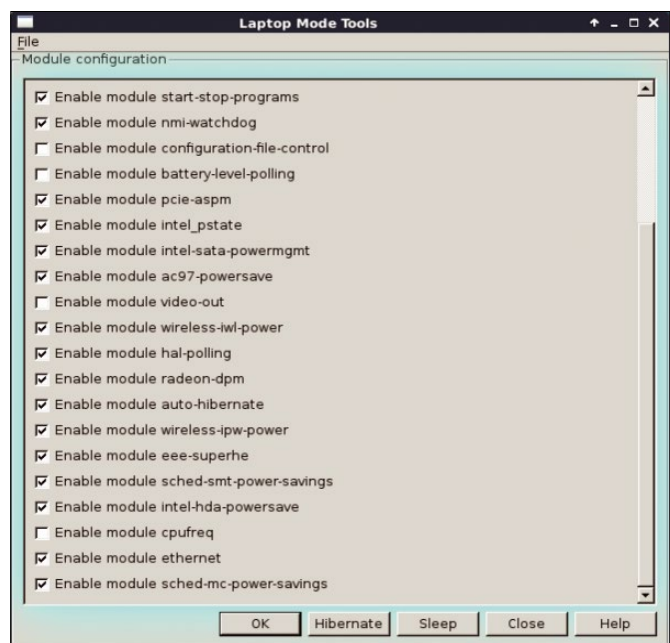 Laptop Mode Tools
File
Module configuration
Enable module start-stop-programs
Enable module nmi-watchdog
Enable module configuration-file-control
Enable module battery-level-polling
Enable module pcie-aspm
Enable module intel_pstate
Enable module intel-sata-powermgmt
Enable module ac97-powersave
Enable module video-out
Enable module wireless-iwl-power
Enable module hal-polling
Enable module radeon-dpm
Enable module auto-hibernate
Enable module wireless-ipw-power
Enable module eee-superhe
Enable module sched-smt-power-savings
Enable module intel-hda-powersave
Enable module cpufreq
Enable module ethernet
Enable module sched-mc-power-savings
OK Hibernate Sleep Close Help